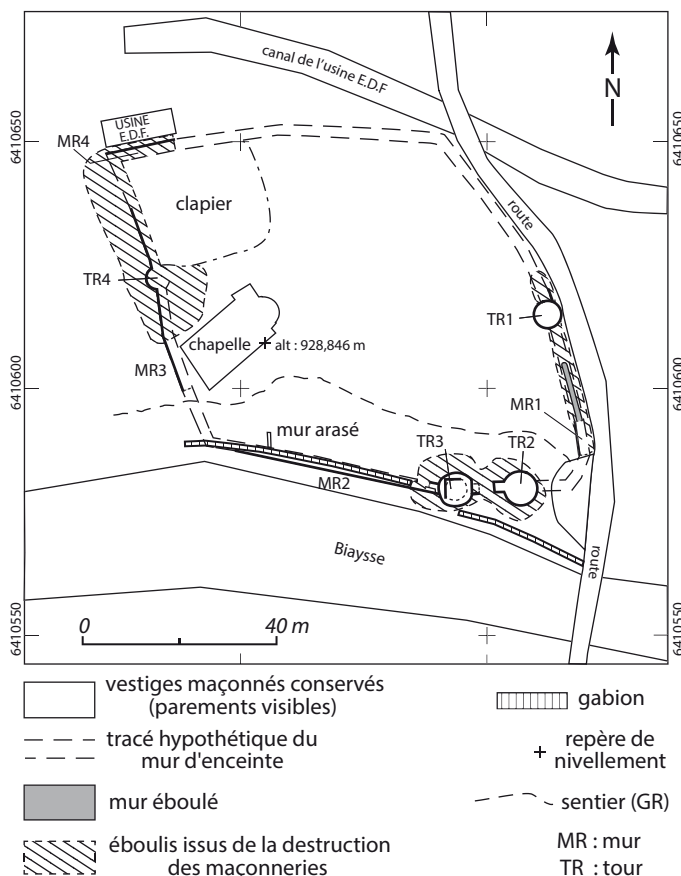 canal de l'usine E.D.F
N
USINE
E.D.F.
MR4
6410650
6410650
clapier
route
TR4
TR1
chapelle
alt : 928,846 m
MR3
6410600
6410600
MR1
mur arasé
TR3
TR2
MR2
Biaysse
route
6410550
6410550
0 40 m
vestiges maçonnés conservés
(parements visibles)
tracé hypothétique du
mur d'enceinte
mur éboulé
éboulis issus de la destruction
des maçonneries
gabion
repère de
nivellement
sentier (GR)
MR : mur
TR : tour